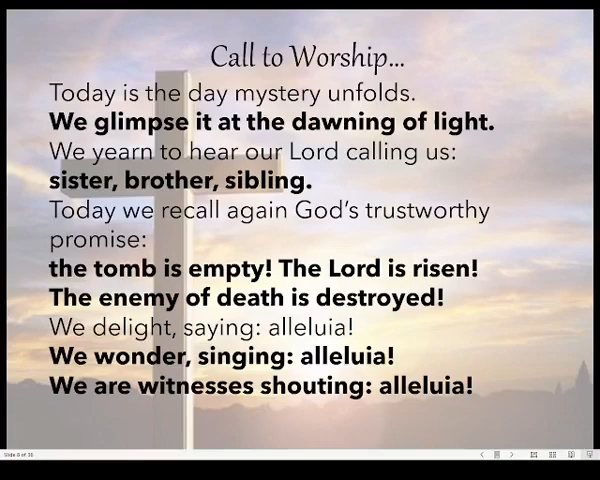 Call to Worship...
Today is the day mystery unfolds.
We glimpse it at the dawning of light.
We yearn to hear our Lord calling us:
sister, brother, sibling.
Today we recall again God's trustworthy
promise:
the tomb is empty! The Lord is risen!
The enemy of death is destroyed!
We delight, saying: alleluia!
We wonder, singing: alleluia!
We are witnesses shouting: alleluia!